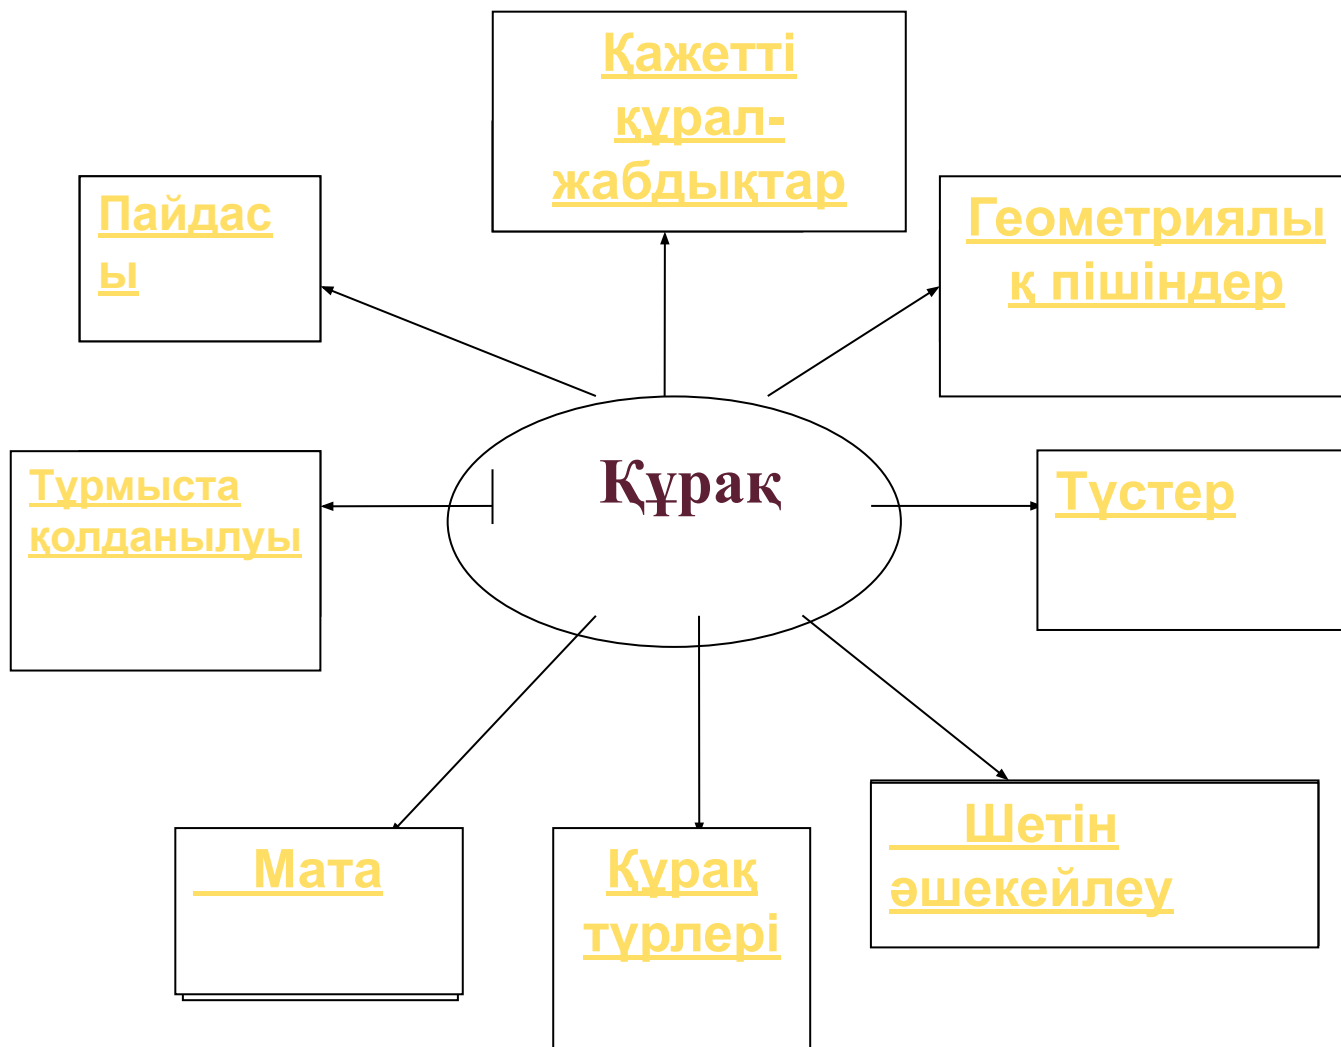 Қажетті
құрал-
жабдықтар
Пайдас
ы
Геометриялы
қ пішіндер
Құрақ
Тұрмыста
қолданылуы
Түстер
Мата
Құрақ
түрлері
Шетін
әшекейлеу